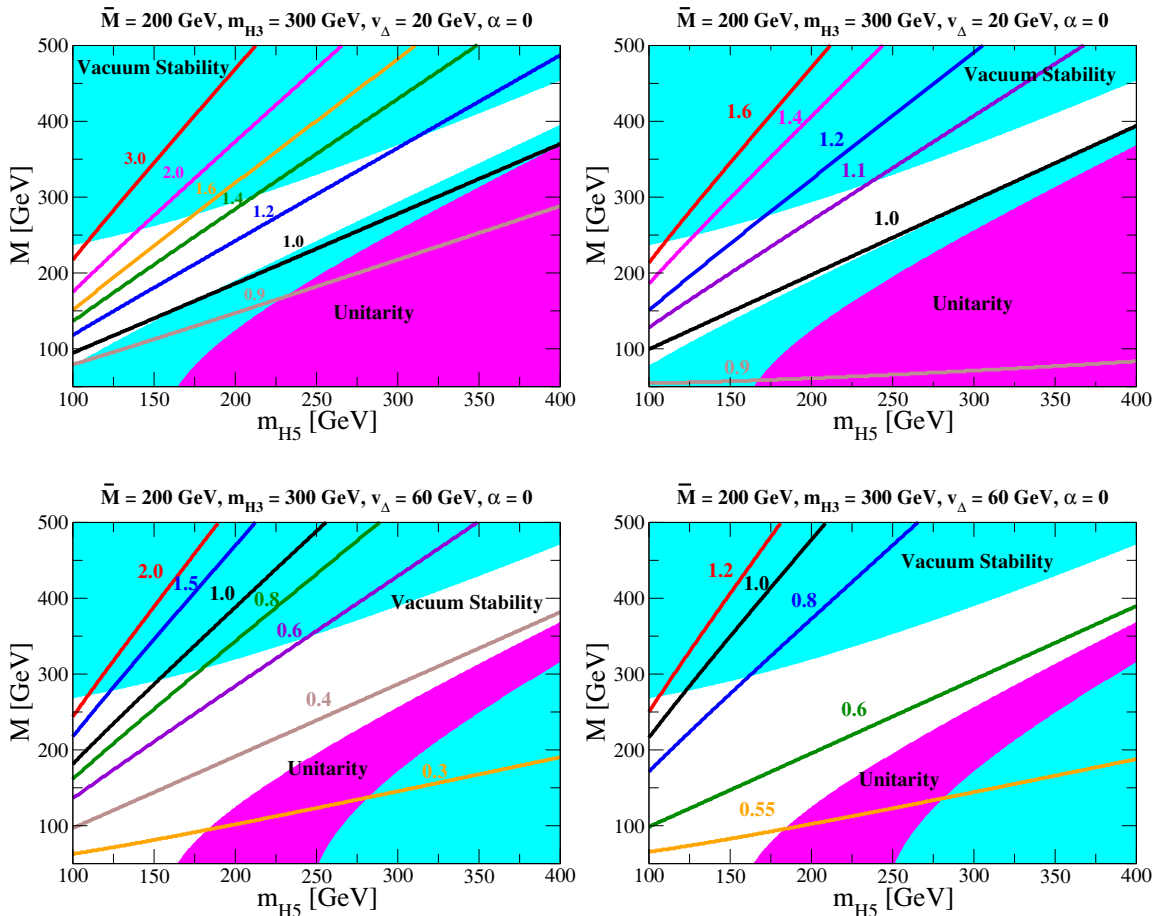 M̄ = 200 GeV, m_H3 = 300 GeV, v_Δ = 20 GeV, α = 0
500
400
300
200
100
M [GeV]
Vacuum Stability
3.0
2.0
1.6
1.4
1.2
1.0
0.9
Unitarity
100 150 200 250 300 350 400
m_H5 [GeV]
M̄ = 200 GeV, m_H3 = 300 GeV, v_Δ = 20 GeV, α = 0
500
400
300
200
100
M [GeV]
Vacuum Stability
1.6
1.4
1.2
1.1
1.0
Unitarity
0.9
100 150 200 250 300 350 400
m_H5 [GeV]
M̄ = 200 GeV, m_H3 = 300 GeV, v_Δ = 60 GeV, α = 0
500
400
300
200
100
M [GeV]
2.0
1.5
1.0
0.8
Vacuum Stability
0.6
0.4
Unitarity
0.3
100 150 200 250 300 350 400
m_H5 [GeV]
M̄ = 200 GeV, m_H3 = 300 GeV, v_Δ = 60 GeV, α = 0
500
400
300
200
100
M [GeV]
Vacuum Stability
1.2
1.0
0.8
0.6
Unitarity
0.55
100 150 200 250 300 350 400
m_H5 [GeV]